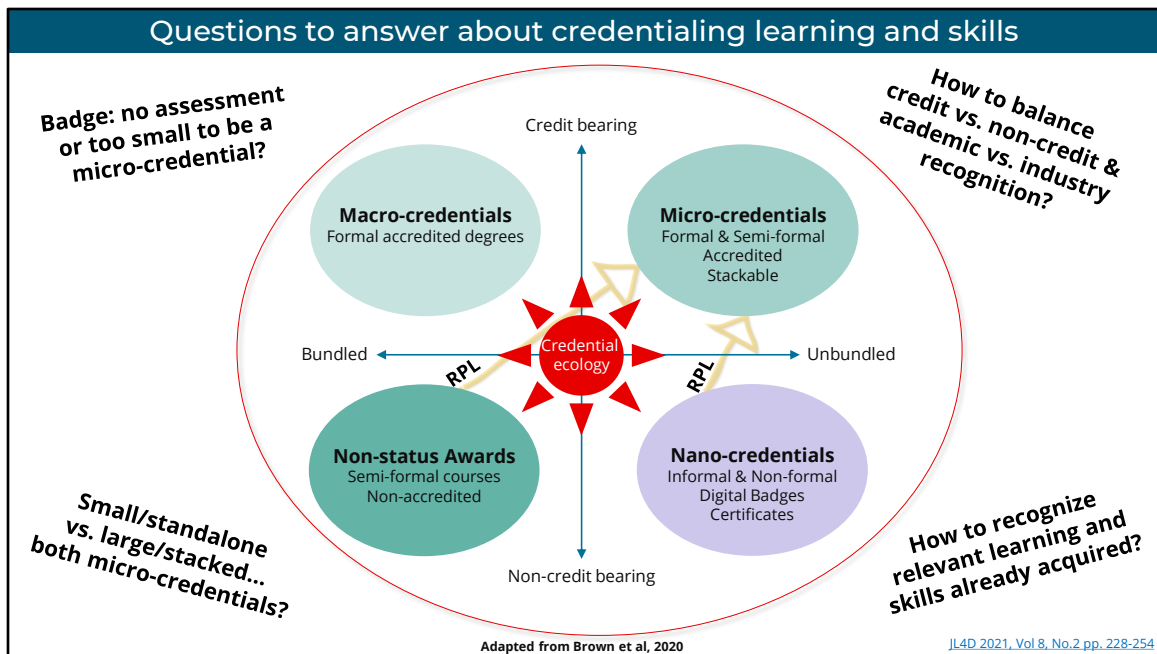 Questions to answer about credentialing learning and skills
Badge: no assessment
or too small to be a
micro-credential?
How to balance
credit vs. non-credit &
academic vs. industry
recognition?
Credit bearing
Macro-credentials
Formal accredited degrees
Micro-credentials
Formal & Semi-formal
Accredited
Stackable
Bundled
RPL
Credential
ecology
RPL
Unbundled
Non-status Awards
Semi-formal courses
Non-accredited
Nano-credentials
Informal & Non-formal
Digital Badges
Certificates
Small/standalone
vs. large/stacked...
both micro-credentials?
How to recognize
relevant learning and
skills already acquired?
Non-credit bearing
Adapted from Brown et al, 2020
JL4D 2021, Vol 8, No.2 pp. 228-254